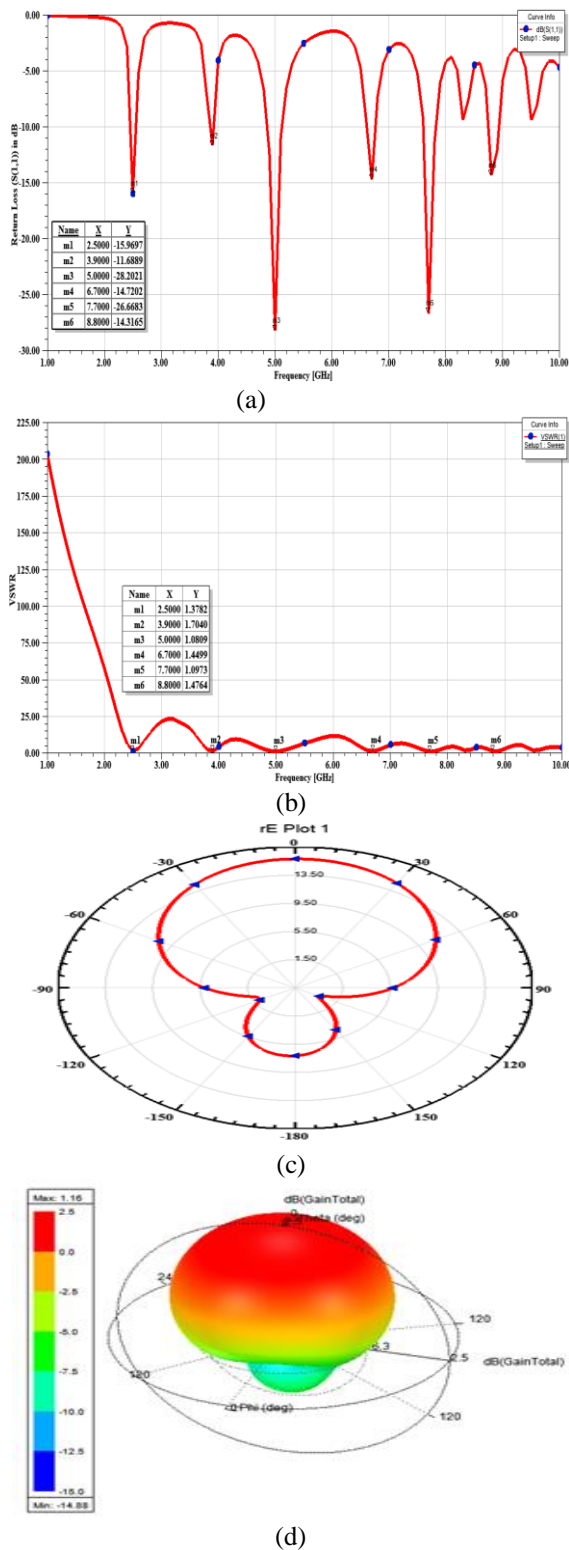 Curve Info
dB(S(1,1))
Setup1 : Sweep
0.00
-5.00
-10.00
-15.00
-20.00
-25.00
-30.00
Return Loss (S(1,1)) in dB
m1
m2
m3
m4
m5
Name X Y
m1 2.5000 -15.9697
m2 3.9000 -11.6889
m3 5.0000 -28.2021
m4 6.7000 -14.7202
m5 7.7000 -26.6683
m6 8.8000 -14.3165
1.00 2.00 3.00 4.00 5.00 6.00 7.00 8.00 9.00 10.00
Frequency [GHz]
(a)
Curve Info
VSWR(1)
Setup1 : Sweep
225.00
200.00
175.00
150.00
125.00
100.00
75.00
50.00
25.00
0.00
VSWR
Name X Y
m1 2.5000 1.3782
m2 3.9000 1.7040
m3 5.0000 1.0809
m4 6.7000 1.4499
m5 7.7000 1.0973
m6 8.8000 1.4764
m1 m2 m3 m4 m5 m6
1.00 2.00 3.00 4.00 5.00 6.00 7.00 8.00 9.00 10.00
Frequency [GHz]
(b)
rE Plot 1
0
-30 30
13.50
-60 9.50 60
5.50
1.50
-90 90
-120 120
-150 150
-180
(c)
Max: 1.16
2.5
0.0
-2.5
-5.0
-7.5
-10.0
-12.5
-15.0
Min: -14.88
dB(GainTotal)
(deg)
24
120
2.5
dB(GainTotal)
120
Phi (deg)
120
(d)